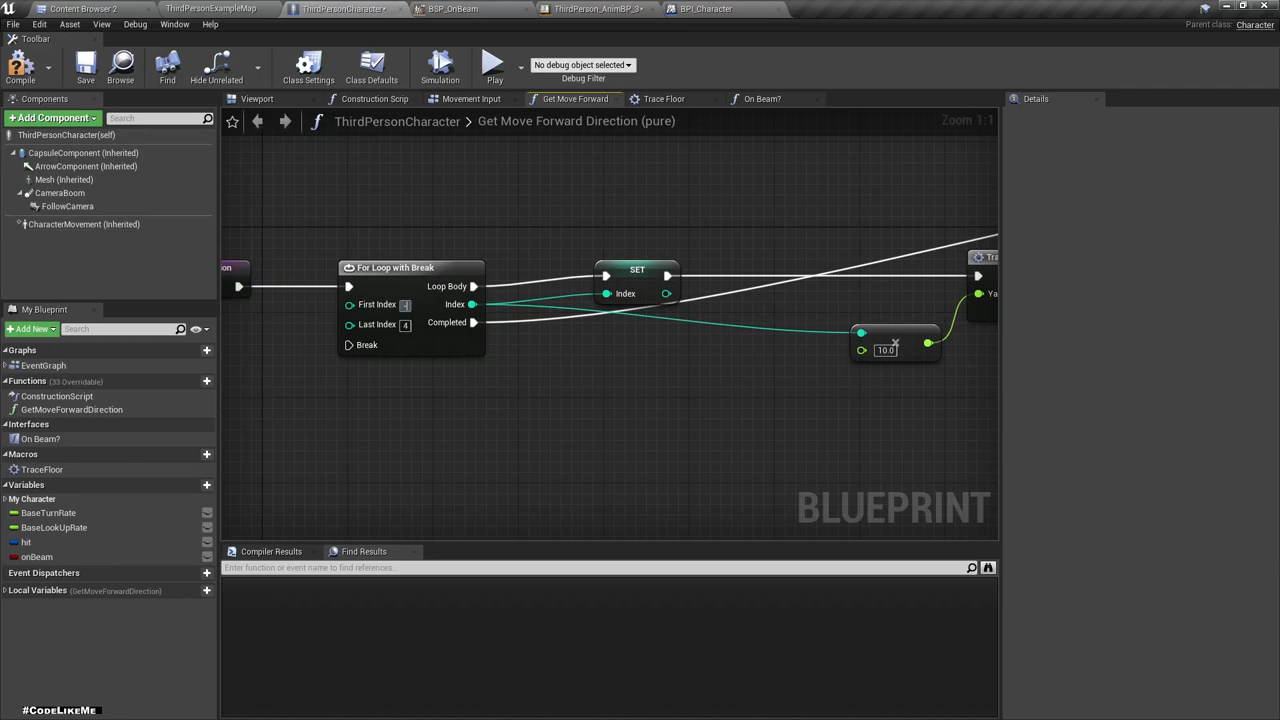 Content Browser 2
ThirdPersonExampleMap
ThirdPersonCharacter*
BSP_OnBeam
ThirdPerson_AnimBP_3*
BPI_Character
File Edit Asset View Debug Window Help
Parent class: Character
Toolbar
Compile
Save
Browse
Find
Hide Unrelated
Class Settings
Class Defaults
Simulation
Play
No debug object selected
Debug Filter
Components
Viewport
Construction Scrip
Movement Input
Get Move Forward
Trace Floor
On Beam?
Details
+Add Component
Search
ThirdPersonCharacter > Get Move Forward Direction (pure)
Zoom 1:1
ThirdPersonCharacter(self)
CapsuleComponent (Inherited)
ArrowComponent (Inherited)
Mesh (Inherited)
CameraBoom
FollowCamera
CharacterMovement (Inherited)
ion
For Loop with Break
Loop Body
First Index
Index
Last Index 4
Completed
Break
SET
Index
10.0
Tra
Ya
BLUEPRINT
My Blueprint
+Add New
Search
Graphs
EventGraph
Functions (33 Overridable)
ConstructionScript
GetMoveForwardDirection
Interfaces
On Beam?
Macros
TraceFloor
Variables
My Character
BaseTurnRate
BaseLookUpRate
hit
onBeam
Event Dispatchers
Local Variables (GetMoveForwardDirection)
Compiler Results
Find Results
Enter function or event name to find references...
#CodeLikeMe